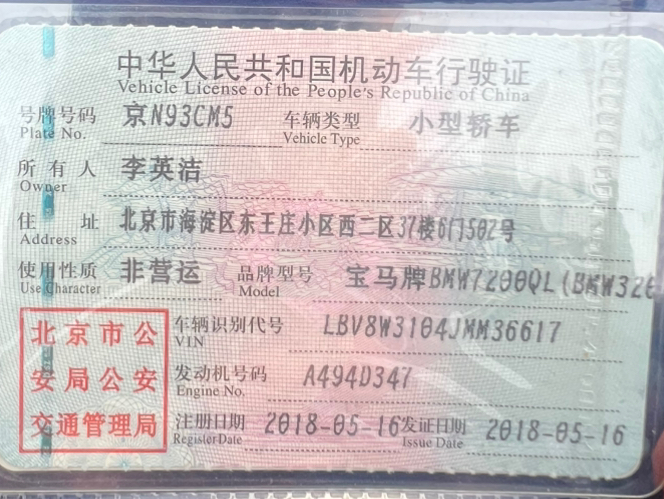 中华人民共和国机动车行驶证
Vehicle License of the People's Republic of China
号牌号码 京N93CM5 车辆类型 小型轿车
Plate No. Vehicle Type
所有人 李英洁
Owner
住址 北京市海淀区东王庄小区西二区37楼6门502号
Address
使用性质 非营运 品牌型号 宝马牌BMW7200QL(BMW320
Use Character Model
北京市公 车辆识别代号 LBV8W3104JMM36617
VIN
安局公安 发动机号码 A494D347
Engine No.
交通管理局 注册日期 2018-05-16 发证日期 2018-05-16
Register Date Issue Date